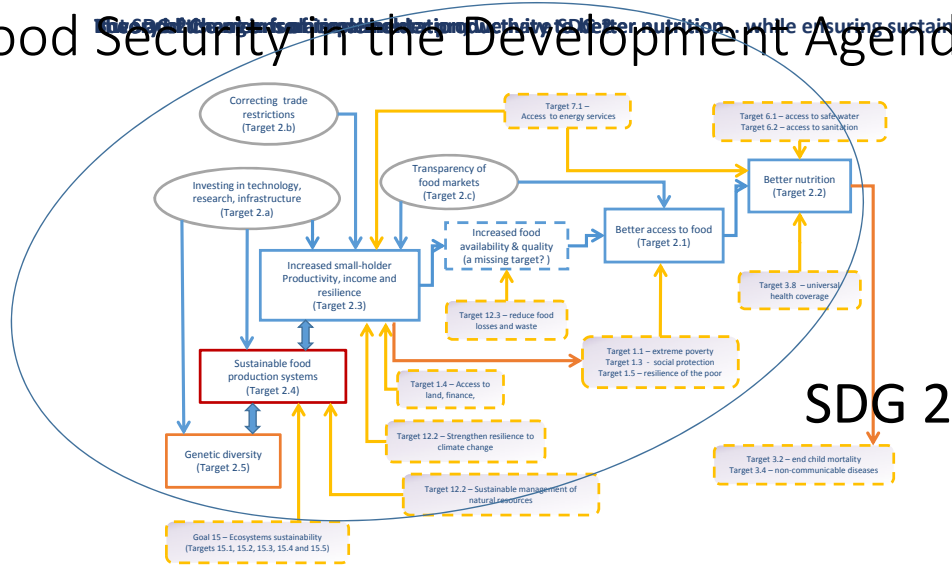 ood Security in the Development Agend
better nutrition... while ensuring sustain
Correcting trade
restrictions
(Target 2.b)
Target 7.1 –
Access to energy services
Target 6.1 – access to safe water
Target 6.2 – access to sanitation
Investing in technology,
research, infrastructure
(Target 2.a)
Transparency of
food markets
(Target 2.c)
Better nutrition
(Target 2.2)
Increased food
availability & quality
(a missing target? )
Better access to food
(Target 2.1)
Increased small-holder
Productivity, income and
resilience
(Target 2.3)
Target 3.8 – universal
health coverage
Target 12.3 – reduce food
losses and waste
Target 1.1 – extreme poverty
Target 1.3 - social protection
Target 1.5 – resilience of the poor
Sustainable food
production systems
(Target 2.4)
Target 1.4 – Access to
land, finance,
SDG 2
Target 12.2 – Strengthen resilience to
climate change
Genetic diversity
(Target 2.5)
Target 3.2 – end child mortality
Target 3.4 – non-communicable diseases
Target 12.2 – Sustainable management of
natural resources
Goal 15 – Ecosystems sustainability
(Targets 15.1, 15.2, 15.3, 15.4 and 15.5)